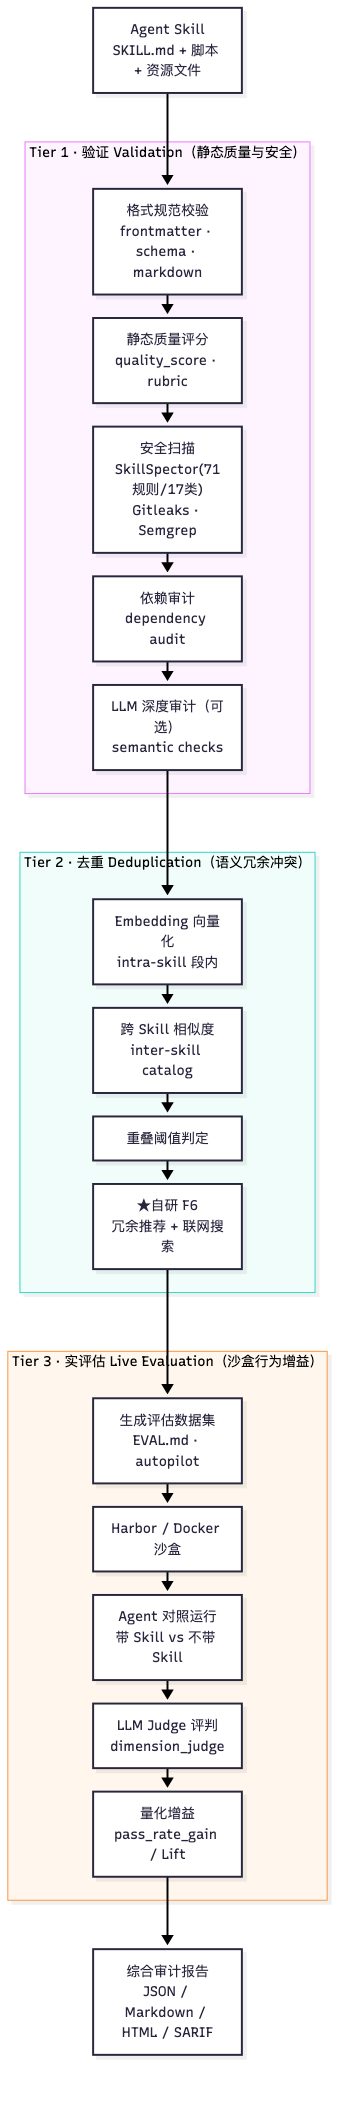 Agent Skill
SKILL.md + 脚本
+ 资源文件
Tier 1 · 验证 Validation（静态质量与安全）
格式规范校验
frontmatter ·
schema ·
markdown
静态质量评分
quality_score ·
rubric
安全扫描
SkillSpector(71
规则/17类)
Gitleaks ·
Semgrep
依赖审计
dependency
audit
LLM 深度审计（可
选）
semantic checks
Tier 2 · 去重 Deduplication（语义冗余冲突）
Embedding 向量
化
intra-skill 段内
跨 Skill 相似度
inter-skill
catalog
重叠阈值判定
★自研 F6
冗余推荐 + 联网搜
索
Tier 3 · 实评估 Live Evaluation（沙盒行为增益）
生成评估数据集
EVAL.md ·
autopilot
Harbor / Docker
沙盒
Agent 对照运行
带 Skill vs 不带
Skill
LLM Judge 评判
dimension_judge
量化增益
pass_rate_gain
/ Lift
综合审计报告
JSON /
Markdown /
HTML / SARIF